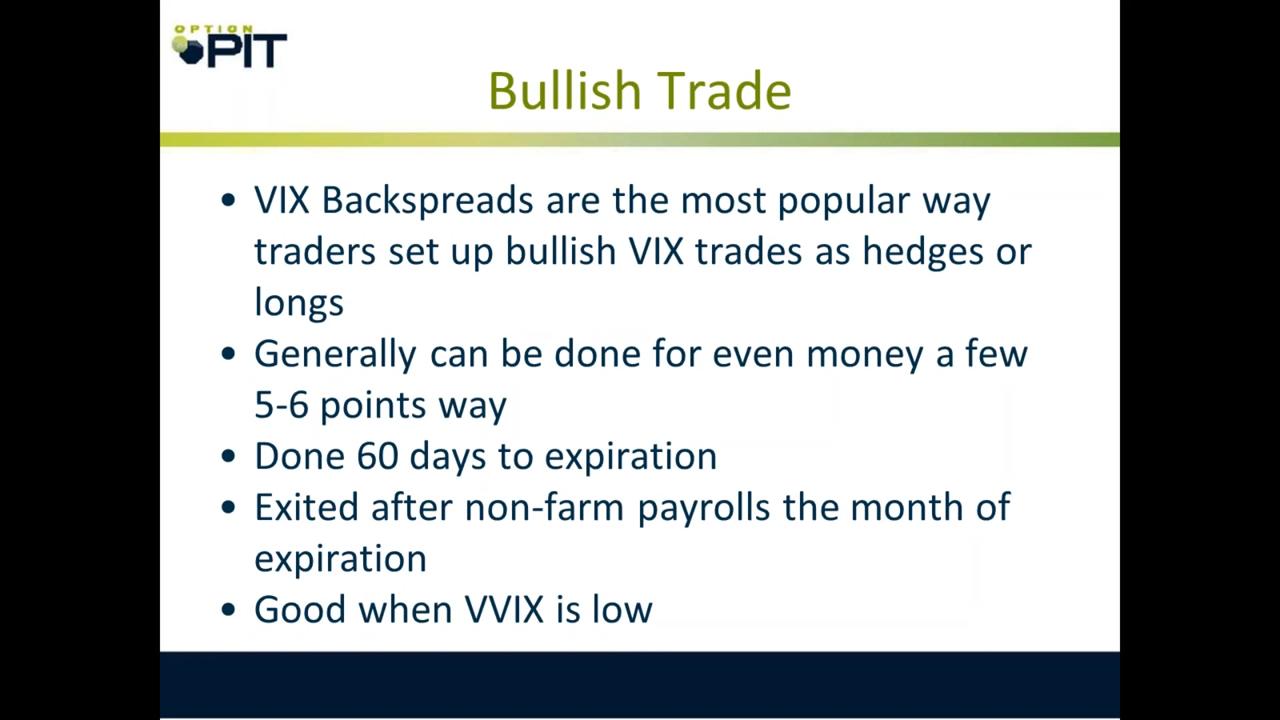 OPTION
PIT
Bullish Trade
• VIX Backspreads are the most popular way
traders set up bullish VIX trades as hedges or
longs
• Generally can be done for even money a few
5-6 points way
• Done 60 days to expiration
• Exited after non-farm payrolls the month of
expiration
• Good when VVIX is low